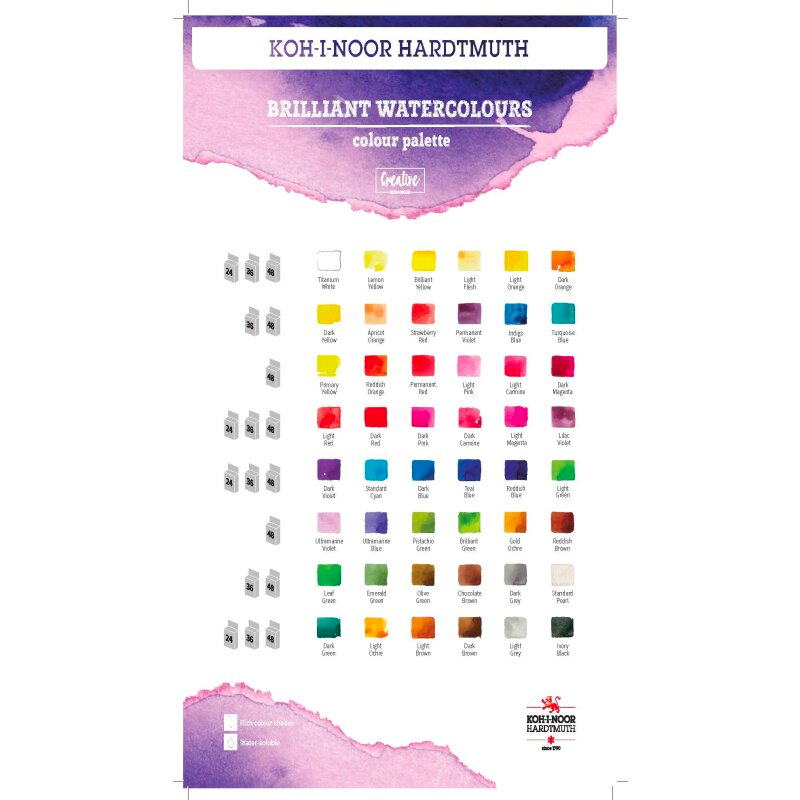 KOH-I-NOOR HARDTMUTH
BRILLIANT WATERCOLOURS
colour palette
Creative
24 36 48
Titanium White
Lemon Yellow
Brilliant Yellow
Light Flesh
Light Orange
Dark Orange
36 48
Dark Yellow
Apricot Orange
Strawberry Red
Permanent Violet
Indigo Blue
Turquoise Blue
48
Primary Yellow
Reddish Orange
Permanent Red
Light Pink
Light Carmine
Dark Magenta
24 36 48
Light Red
Dark Red
Dark Pink
Dark Carmine
Light Magenta
Lilac Violet
24 36 48
Dark Violet
Standard Cyan
Dark Blue
Teal Blue
Reddish Blue
Light Green
48
Ultramarine Violet
Ultramarine Blue
Pistachio Green
Brilliant Green
Gold Ochre
Reddish Brown
36 48
Leaf Green
Emerald Green
Olive Green
Chocolate Brown
Dark Grey
Standard Pearl
24 36 48
Dark Green
Light Ochre
Light Brown
Dark Brown
Light Grey
Ivory Black
Rich colour shades
Water-soluble
KOH-I-NOOR
HARDTMUTH
since 1790